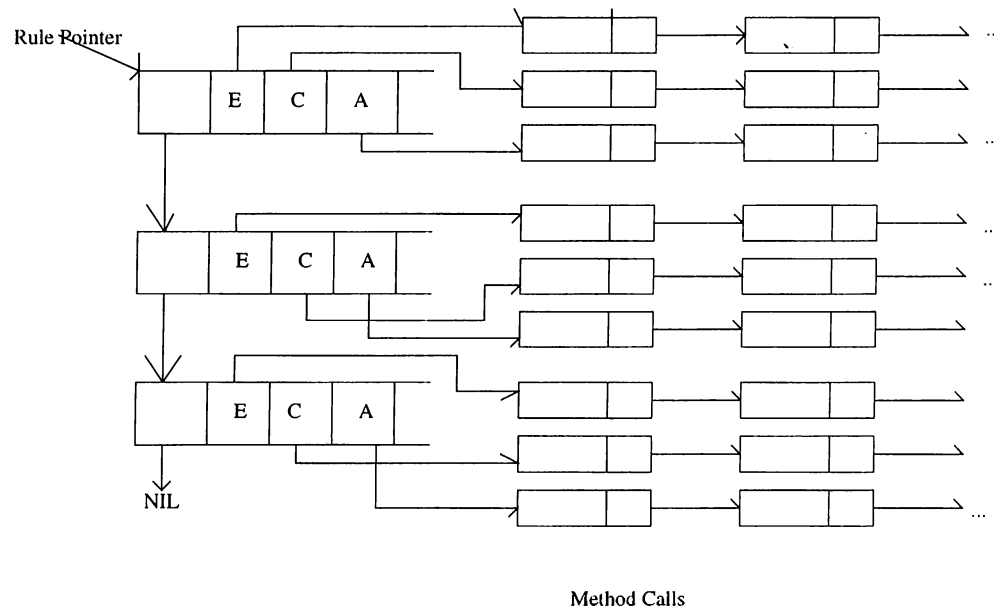 Rule Pointer
E C A
E C A
E C A
NIL
...
Method Calls